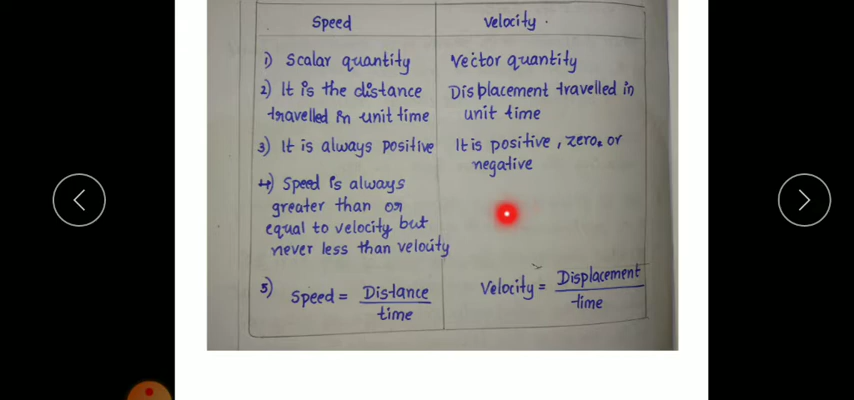 Speed Velocity.
1) Scalar quantity Vector quantity
2) It is the distance Displacement travelled in
travelled in unit time unit time
3) It is always positive It is positive, zero, or
negative
4) Speed is always
greater than or
equal to velocity but
never less than velocity
5) Speed = Distance / time Velocity = Displacement / time